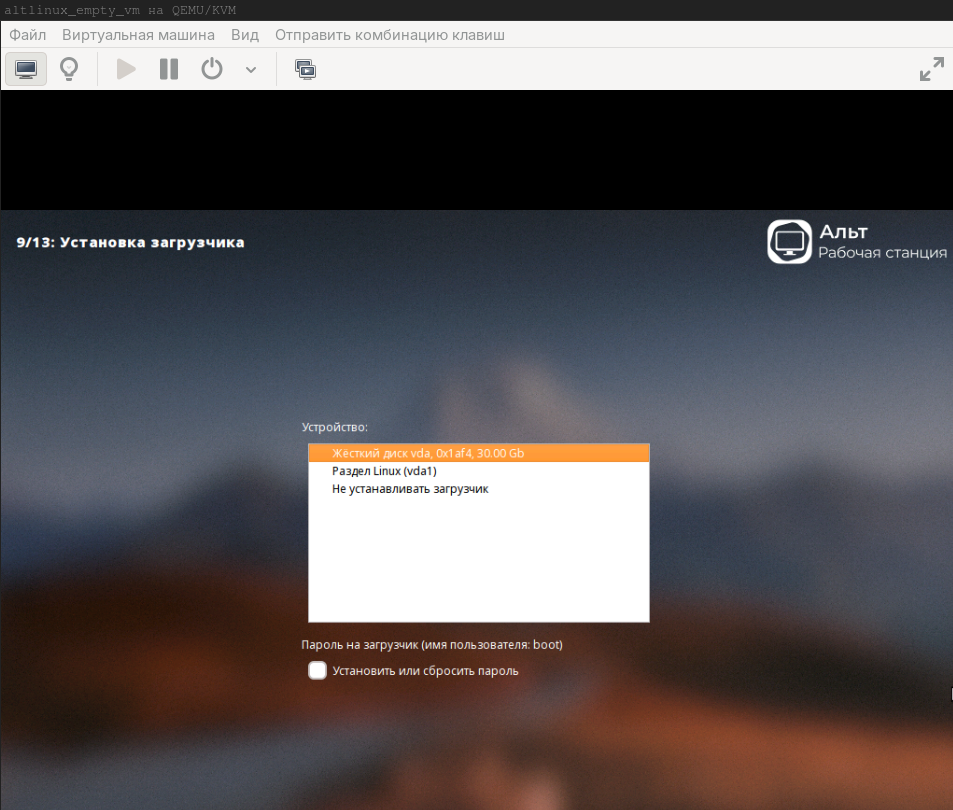 altlinux_empty_vm на QEMU/KVM
Файл Виртуальная машина Вид Отправить комбинацию клавиш
9/13: Установка загрузчика
Альт
Рабочая станция
Устройство:
Жесткий диск vda, 0x1af4, 30.00 Gb
Раздел Linux (vda1)
Не устанавливать загрузчик
Пароль на загрузчик (имя пользователя: boot)
Установить или сбросить пароль